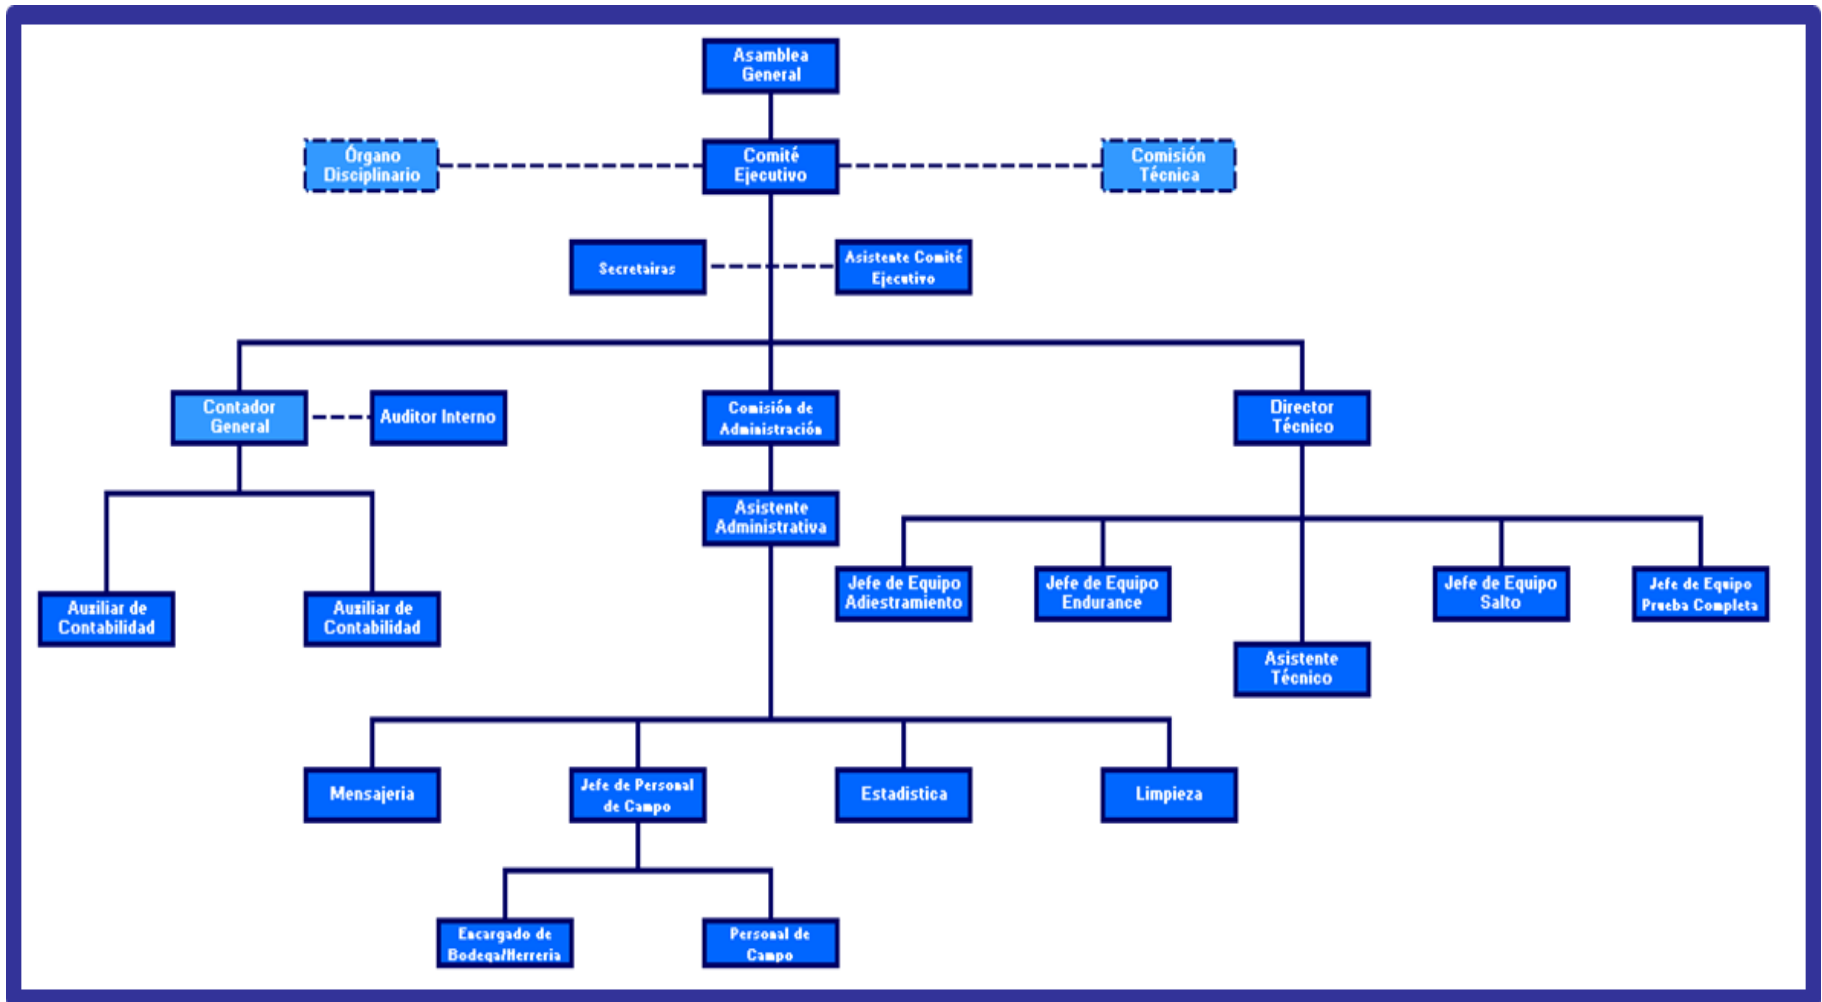 Asamblea
General
Órgano
Disciplinario
Comité
Ejecutivo
Comisión
Técnica
Secretairas
Asistente Comité
Ejecutivo
Contador
General
Auditor Interno
Comisión de
Administración
Director
Técnico
Asistente
Administrativa
Jefe de Equipo
Adiestramiento
Jefe de Equipo
Endurance
Jefe de Equipo
Salto
Jefe de Equipo
Prueba Completa
Auxiliar de
Contabilidad
Auxiliar de
Contabilidad
Asistente
Técnico
Mensajeria
Jefe de Personal
de Campo
Estadistica
Limpieza
Encargado de
Bodega/Herreria
Personal de
Campo